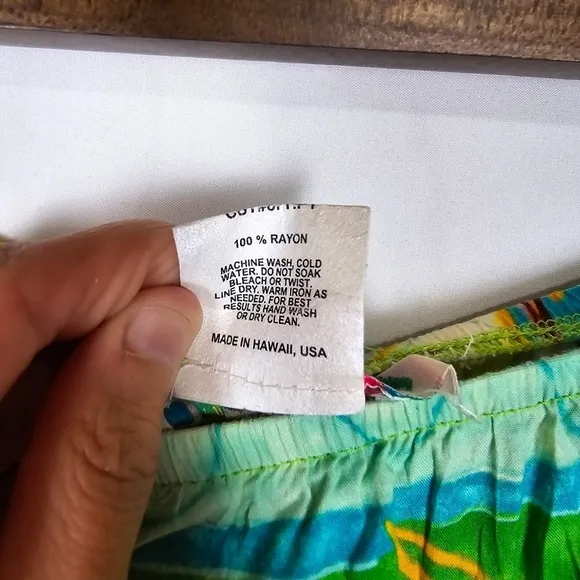 100 % RAYON
MACHINE WASH, COLD
WATER. DO NOT SOAK
BLEACH OR TWIST.
LINE DRY. WARM IRON AS
NEEDED. FOR BEST
RESULTS HAND WASH
OR DRY CLEAN.
MADE IN HAWAII, USA